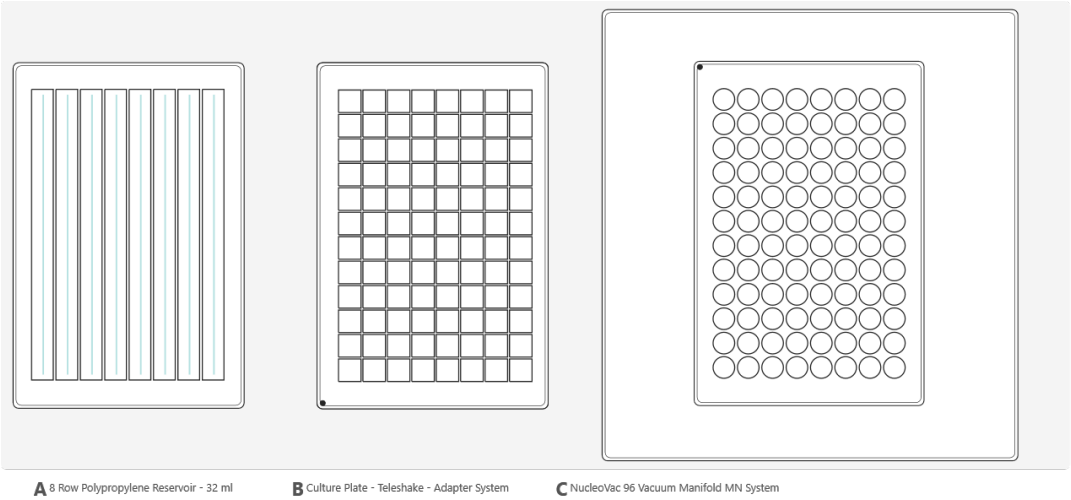 A 8 Row Polypropylene Reservoir - 32 ml
B Culture Plate - Teleshake - Adapter System
C NucleoVac 96 Vacuum Manifold MN System